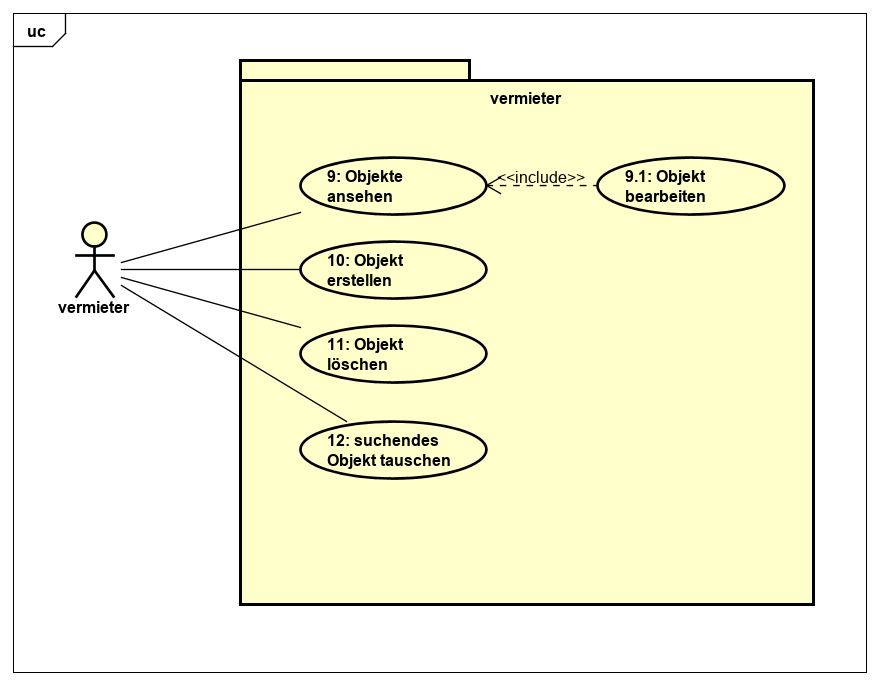 uc
vermieter
9: Objekte
ansehen
<<include>>
9.1: Objekt
bearbeiten
10: Objekt
erstellen
vermieter
11: Objekt
löschen
12: suchendes
Objekt tauschen